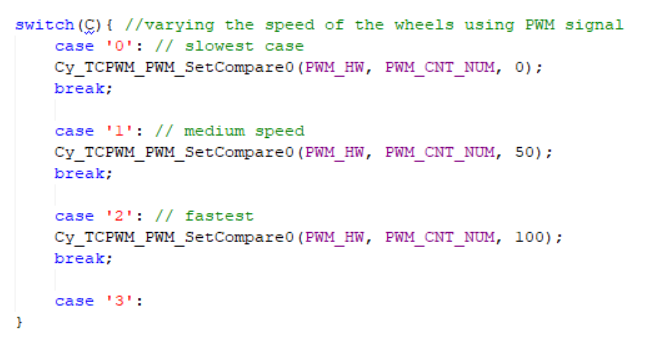 switch(C){ //varying the speed of the wheels using PWM signal
case '0': // slowest case
Cy_TCPWM_PWM_SetCompare0(PWM_HW, PWM_CNT_NUM, 0);
break;
case '1': // medium speed
Cy_TCPWM_PWM_SetCompare0(PWM_HW, PWM_CNT_NUM, 50);
break;
case '2': // fastest
Cy_TCPWM_PWM_SetCompare0(PWM_HW, PWM_CNT_NUM, 100);
break;
case '3':
}